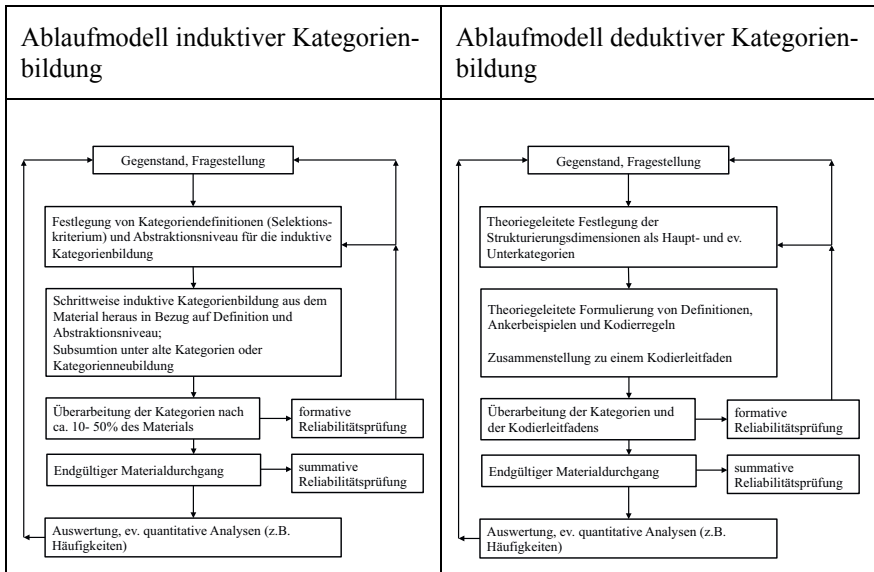 Ablaufmodell induktiver Kategorien-
bildung
Gegenstand, Fragestellung
Festlegung von Kategoriendefinitionen (Selektions-
kriterium) und Abstraktionsniveau für die induktive
Kategorienbildung
Schrittweise induktive Kategorienbildung aus dem
Material heraus in Bezug auf Definition und
Abstraktionsniveau;
Subsumtion unter alte Kategorien oder
Kategorienneubildung
Überarbeitung der Kategorien nach
ca. 10- 50% des Materials
formative
Reliabilitätsprüfung
Endgültiger Materialdurchgang
summative
Reliabilitätsprüfung
Auswertung, ev. quantitative Analysen (z.B.
Häufigkeiten)
Ablaufmodell deduktiver Kategorien-
bildung
Gegenstand, Fragestellung
Theoriegeleitete Festlegung der
Strukturierungsdimensionen als Haupt- und ev.
Unterkategorien
Theoriegeleitete Formulierung von Definitionen,
Ankerbeispielen und Kodierregeln
Zusammenstellung zu einem Kodierleitfaden
Überarbeitung der Kategorien und
der Kodierleitfadens
formative
Reliabilitätsprüfung
Endgültiger Materialdurchgang
summative
Reliabilitätsprüfung
Auswertung, ev. quantitative Analysen (z.B.
Häufigkeiten)